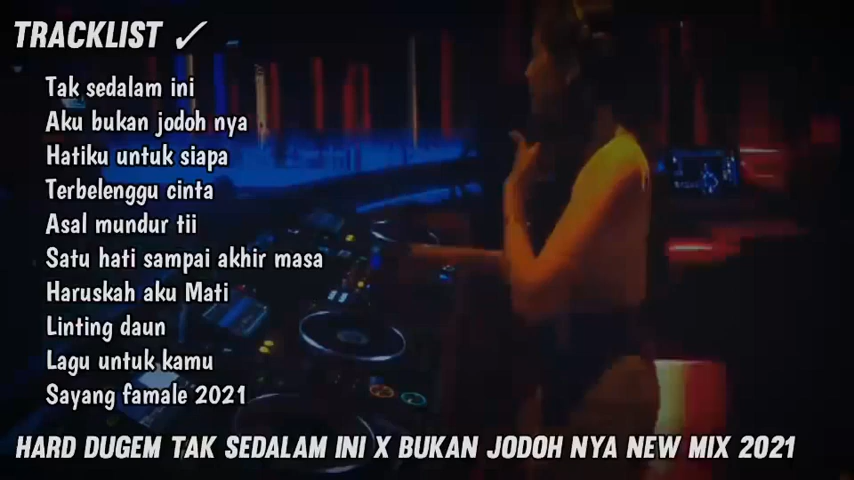 TRACKLIST ✓
Tak sedalam ini
Aku bukan jodoh nya
Hatiku untuk siapa
Terbelenggu cinta
Asal mundur tii
Satu hati sampai akhir masa
Haruskah aku Mati
Linting daun
Lagu untuk kamu
Sayang famale 2021
HARD DUGEM TAK SEDALAM INI X BUKAN JODOH NYA NEW MIX 2021